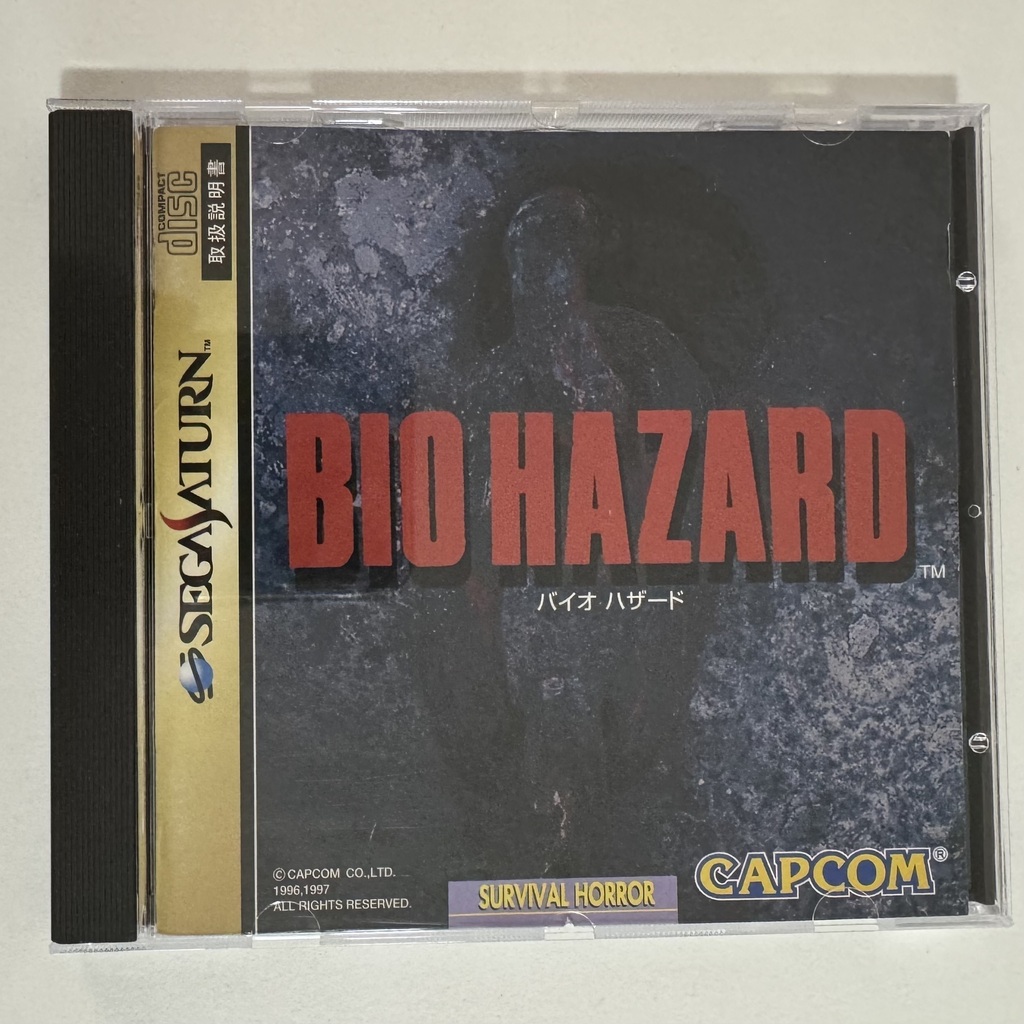 COMPACT
disc
取扱説明書
SEGA SATURN™
BIO HAZARD
TM
バイオ ハザード
©CAPCOM CO.,LTD.
1996,1997
ALL RIGHTS RESERVED.
SURVIVAL HORROR
CAPCOM®